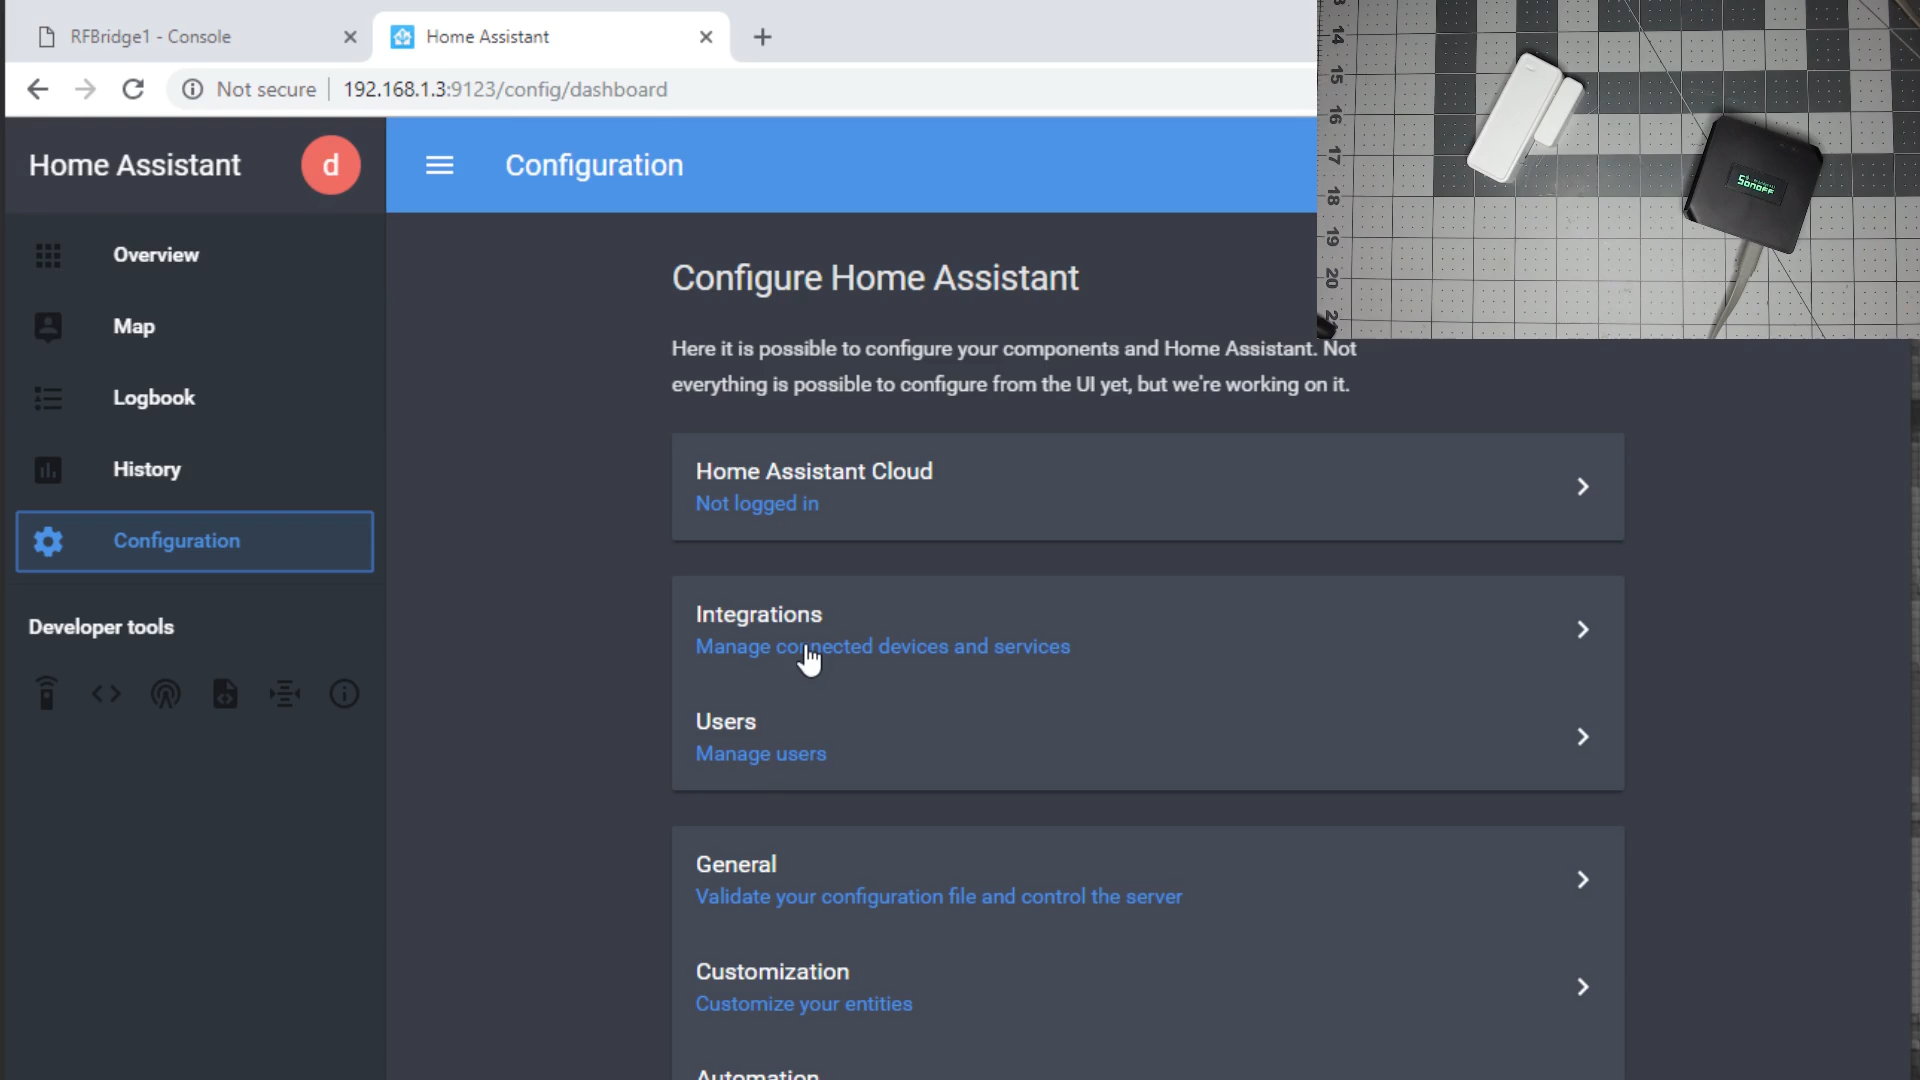 RFBridge1 - Console
Home Assistant
Not secure
192.168.1.3:9123/config/dashboard
Home Assistant
d
Configuration
Overview
Map
Logbook
History
Configuration
Developer tools
Configure Home Assistant
Here it is possible to configure your components and Home Assistant. Not
everything is possible to configure from the UI yet, but we're working on it.
Home Assistant Cloud
Not logged in
Integrations
Manage connected devices and services
Users
Manage users
General
Validate your configuration file and control the server
Customization
Customize your entities
Automation
14
15
16
17
18
19
20
SonoFF